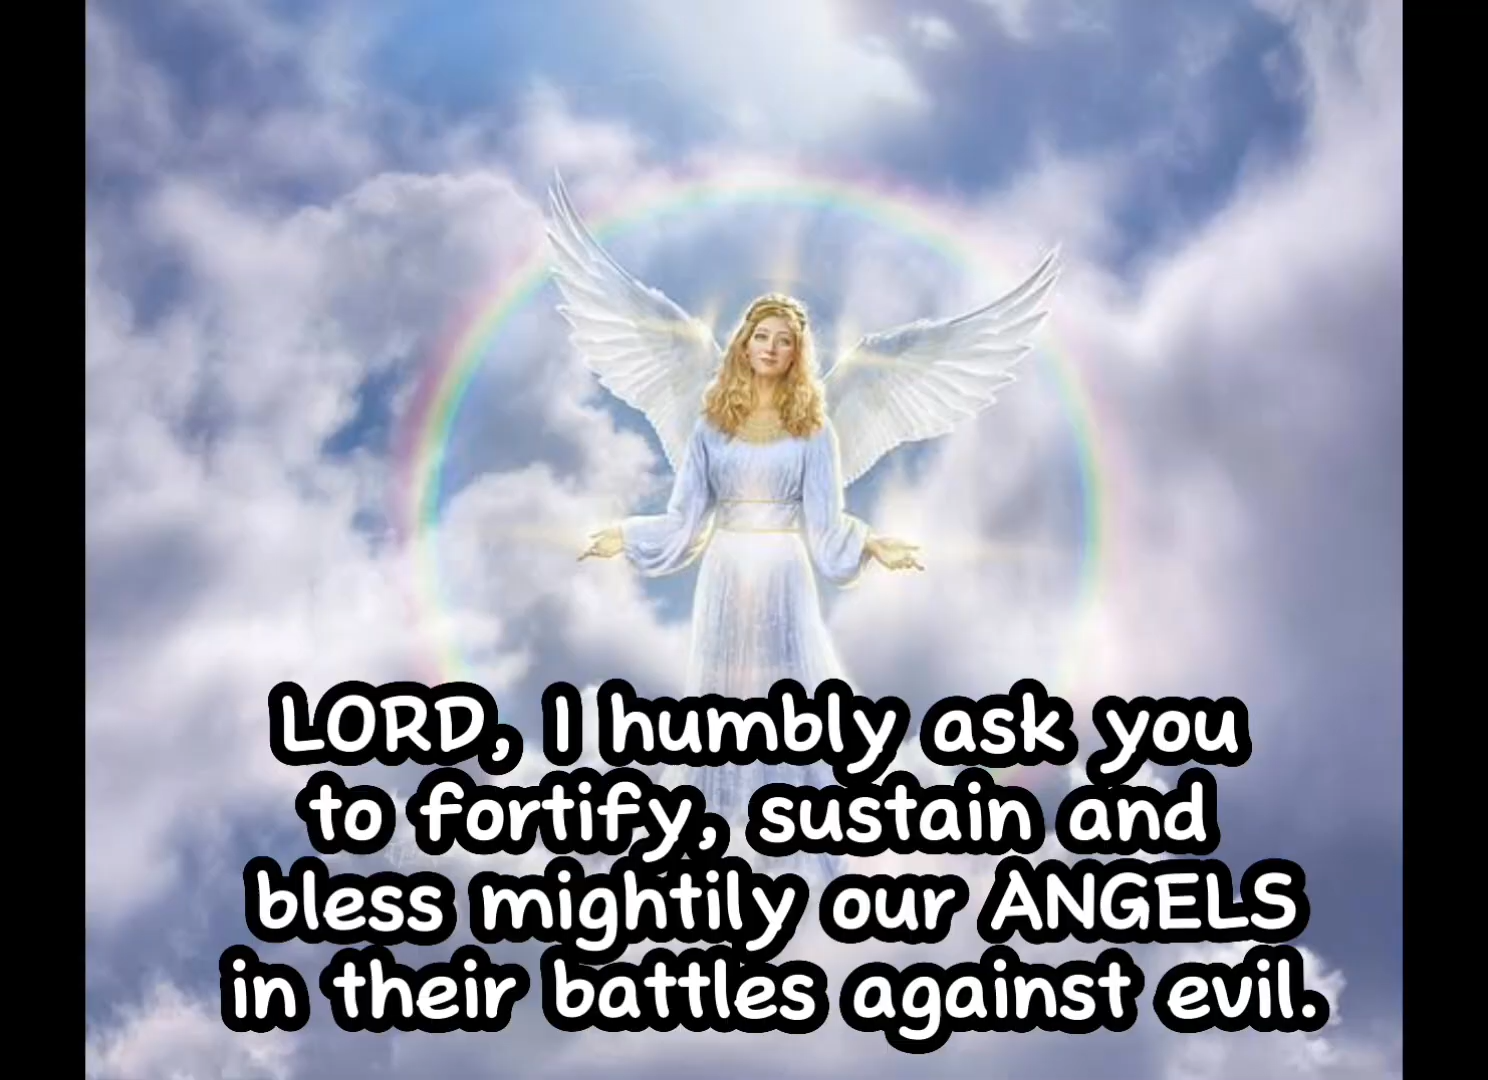 LORD, I humbly ask you
to fortify, sustain and
bless mightily our ANGELS
in their battles against evil.